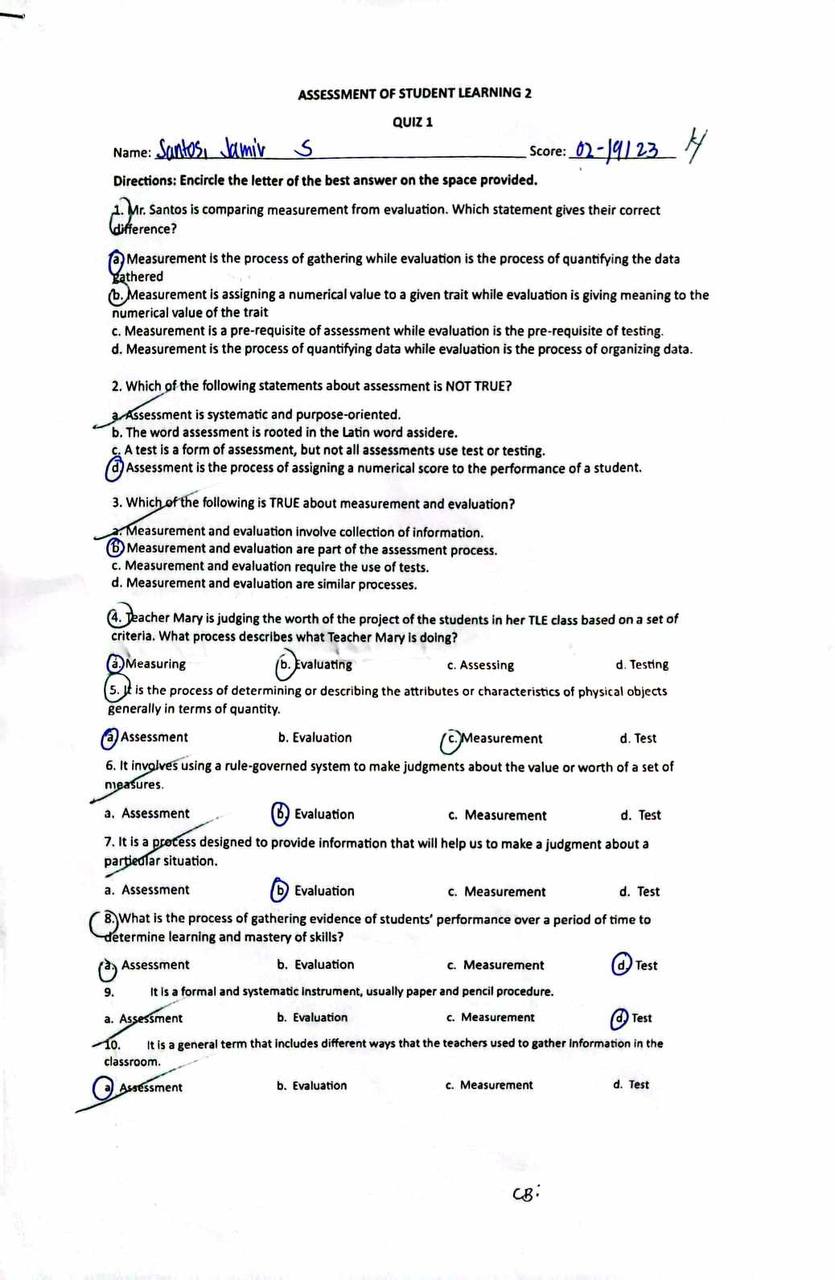 ASSESSMENT OF STUDENT LEARNING 2
QUIZ 1
Name: Santos, Jamir S Score: 02-19/23
Directions: Encircle the letter of the best answer on the space provided.
1. Mr. Santos is comparing measurement from evaluation. Which statement gives their correct
difference?
a. Measurement is the process of gathering while evaluation is the process of quantifying the data
gathered
b. Measurement is assigning a numerical value to a given trait while evaluation is giving meaning to the
numerical value of the trait
c. Measurement is a pre-requisite of assessment while evaluation is the pre-requisite of testing.
d. Measurement is the process of quantifying data while evaluation is the process of organizing data.
2. Which of the following statements about assessment is NOT TRUE?
a. Assessment is systematic and purpose-oriented.
b. The word assessment is rooted in the Latin word assidere.
c. A test is a form of assessment, but not all assessments use test or testing.
d. Assessment is the process of assigning a numerical score to the performance of a student.
3. Which of the following is TRUE about measurement and evaluation?
a. Measurement and evaluation involve collection of information.
b. Measurement and evaluation are part of the assessment process.
c. Measurement and evaluation require the use of tests.
d. Measurement and evaluation are similar processes.
4. Teacher Mary is judging the worth of the project of the students in her TLE class based on a set of
criteria. What process describes what Teacher Mary is doing?
a. Measuring b. Evaluating c. Assessing d. Testing
5. It is the process of determining or describing the attributes or characteristics of physical objects
generally in terms of quantity.
a. Assessment b. Evaluation c. Measurement d. Test
6. It involves using a rule-governed system to make judgments about the value or worth of a set of
measures.
a. Assessment b. Evaluation c. Measurement d. Test
7. It is a process designed to provide information that will help us to make a judgment about a
particular situation.
a. Assessment b. Evaluation c. Measurement d. Test
8. What is the process of gathering evidence of students' performance over a period of time to
determine learning and mastery of skills?
a. Assessment b. Evaluation c. Measurement d. Test
9. It is a formal and systematic instrument, usually paper and pencil procedure.
a. Assessment b. Evaluation c. Measurement d. Test
10. It is a general term that includes different ways that the teachers used to gather information in the
classroom.
a. Assessment b. Evaluation c. Measurement d. Test
CB: